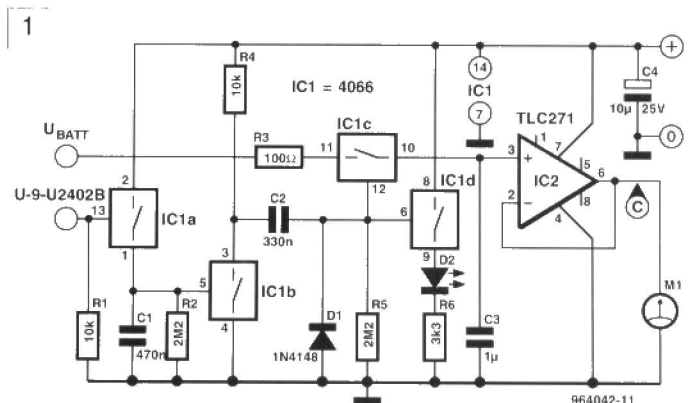 1
R4
10k
IC1 = 4066
14
IC1
7
+
C4
10µ
25V
0
TLC271
UBATT
R3
100Ω
IC1c
11
10
12
3
+
1
7
5
IC2
6
8
2
−
4
C
U-9-U2402B
13
2
IC1a
1
C2
330n
8
IC1d
6
9
D2
3
5
IC1b
4
R1
10k
C1
470n
R2
2M2
D1
1N4148
R5
2M2
R6
3k3
C3
1µ
M1
964042-11